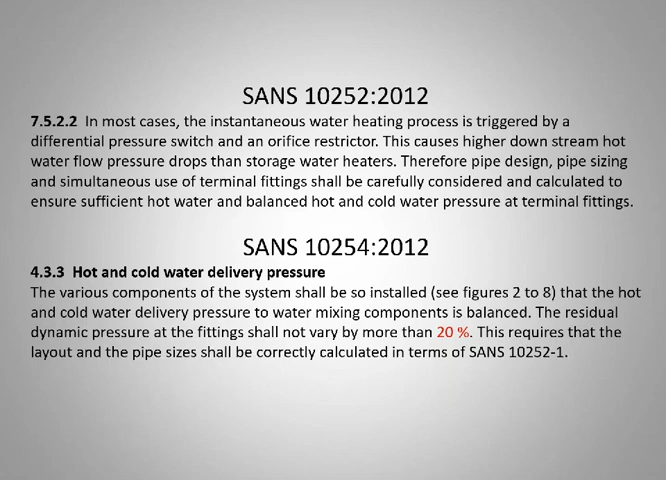 SANS 10252:2012
7.5.2.2 In most cases, the instantaneous water heating process is triggered by a
differential pressure switch and an orifice restrictor. This causes higher down stream hot
water flow pressure drops than storage water heaters. Therefore pipe design, pipe sizing
and simultaneous use of terminal fittings shall be carefully considered and calculated to
ensure sufficient hot water and balanced hot and cold water pressure at terminal fittings.
SANS 10254:2012
4.3.3 Hot and cold water delivery pressure
The various components of the system shall be so installed (see figures 2 to 8) that the hot
and cold water delivery pressure to water mixing components is balanced. The residual
dynamic pressure at the fittings shall not vary by more than 20 %. This requires that the
layout and the pipe sizes shall be correctly calculated in terms of SANS 10252-1.